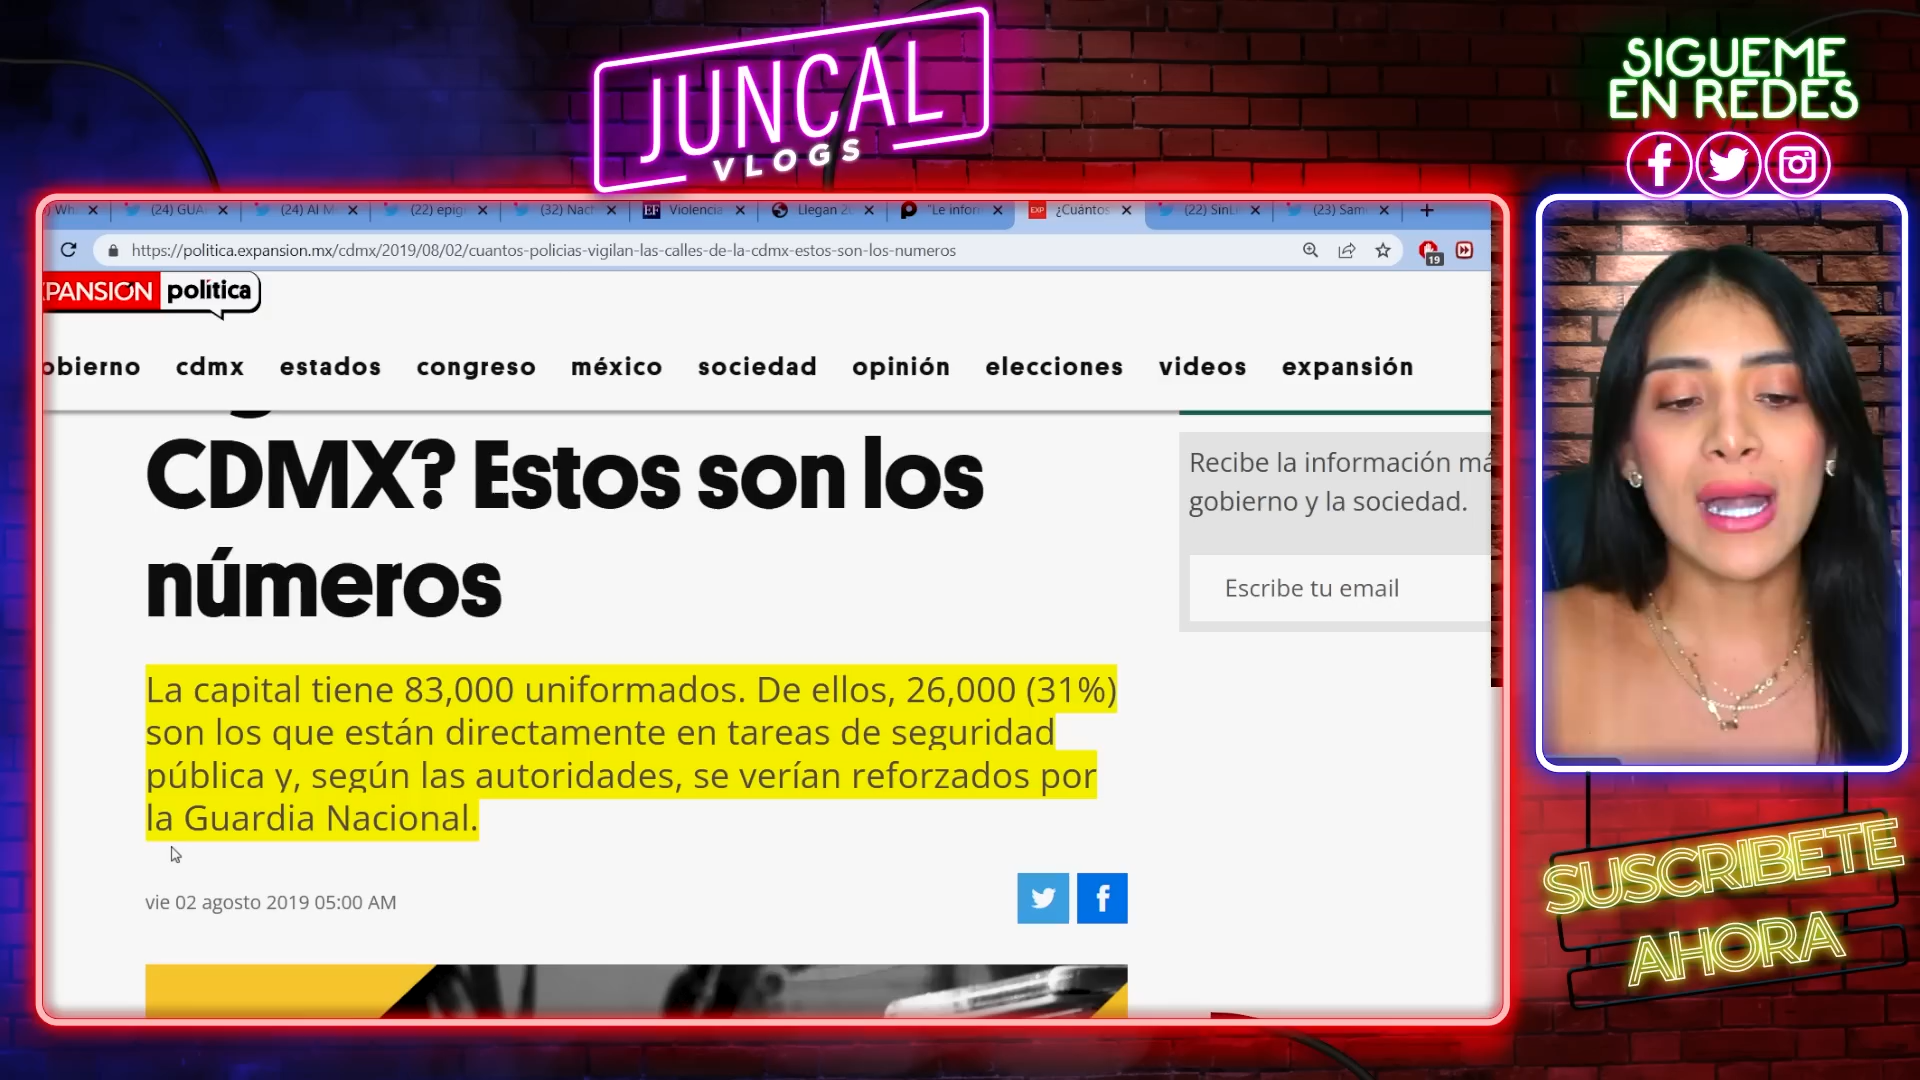 JUNCAL
VLOGS
SIGUEME
EN REDES
Wh
(24) GUA
(24) Al M
(22) epig
(32) Nacf
EF Violencia
Llegan 2
"Le infor
EXP ¿Cuántos
(22) SinL
(23) Sam
https://politica.expansion.mx/cdmx/2019/08/02/cuantos-policias-vigilan-las-calles-de-la-cdmx-estos-son-los-numeros
19
PANSIÓN política
obierno cdmx estados congreso méxico sociedad opinión elecciones videos expansión
CDMX? Estos son los
números
Recibe la información má
gobierno y la sociedad.
Escribe tu email
La capital tiene 83,000 uniformados. De ellos, 26,000 (31%)
son los que están directamente en tareas de seguridad
pública y, según las autoridades, se verían reforzados por
la Guardia Nacional.
vie 02 agosto 2019 05:00 AM
SUSCRIBETE
AHORA